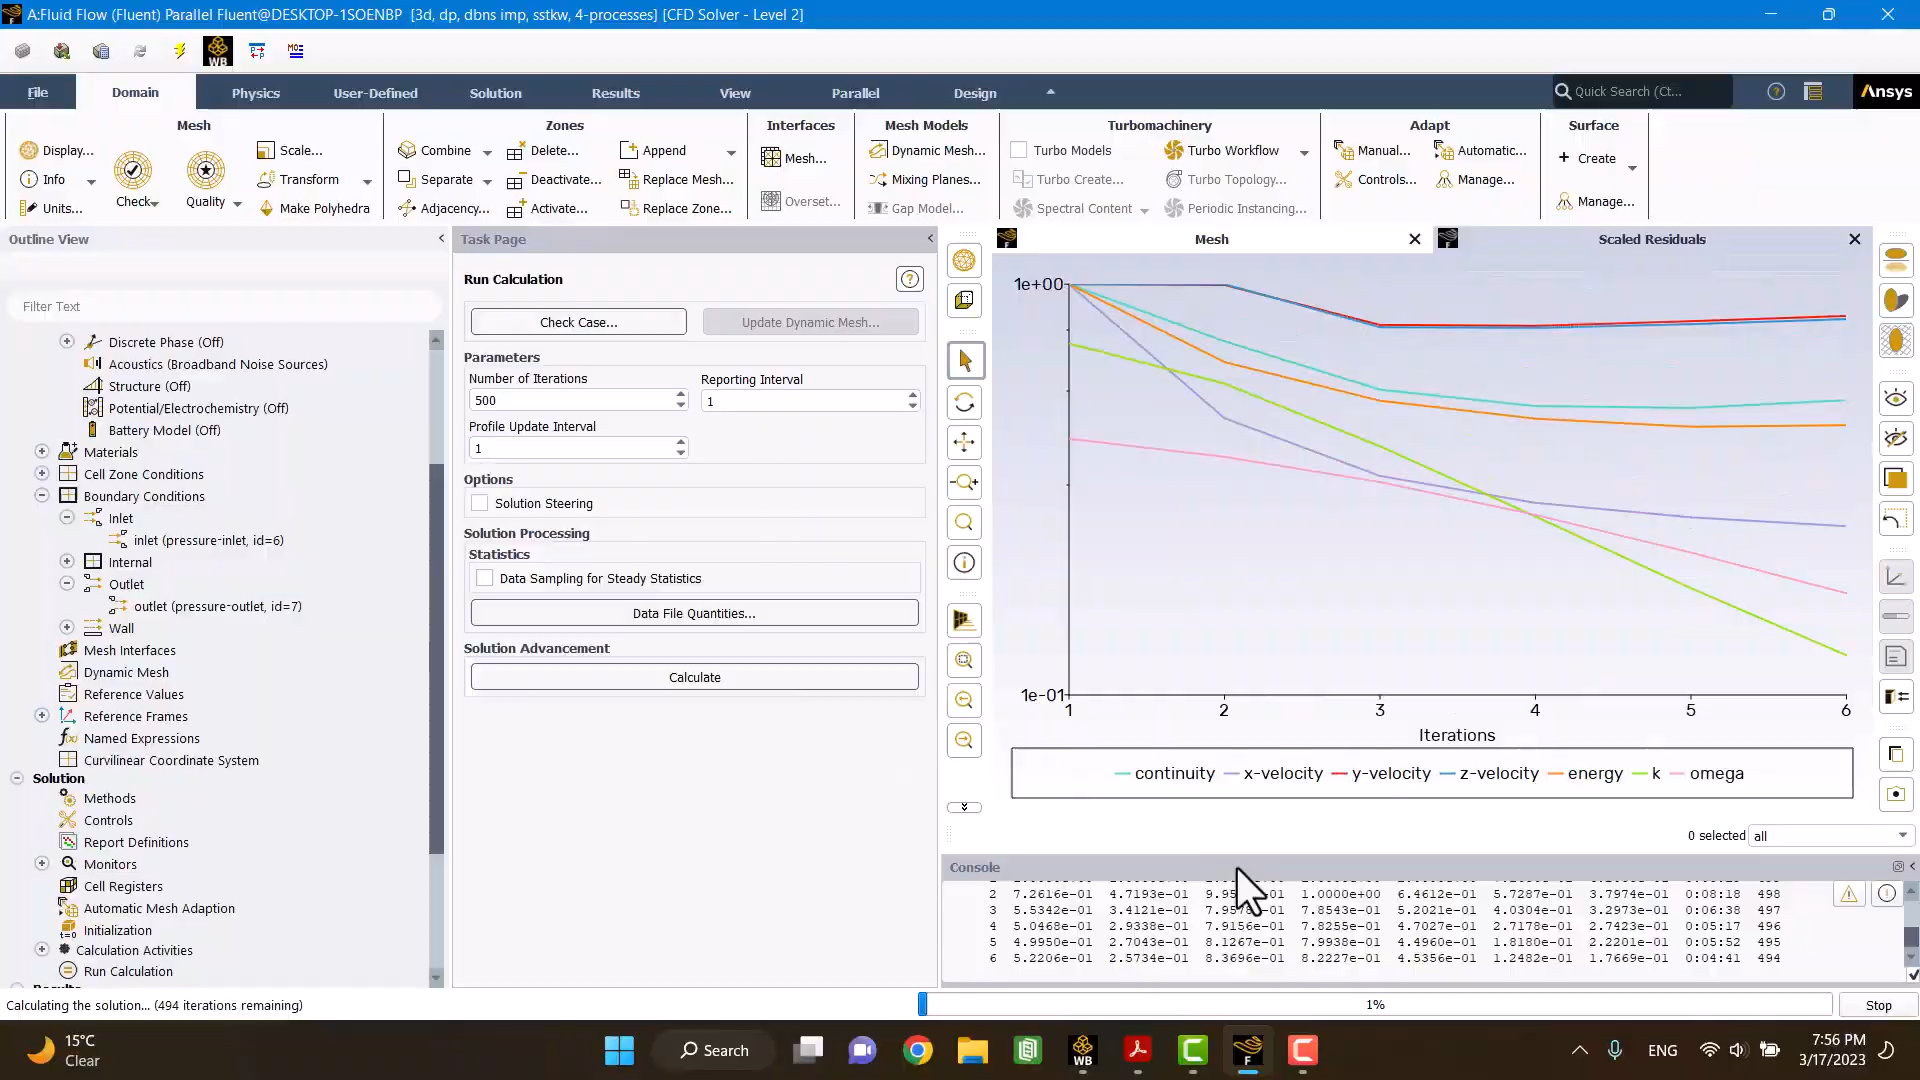 A:Fluid Flow (Fluent) Parallel Fluent@DESKTOP-1SOENBP [3d, dp, dbns imp, sstkw, 4-processes] [CFD Solver - Level 2]
WB
File Domain Physics User-Defined Solution Results View Parallel Design Quick Search (Ct... Ansys
Mesh Zones Interfaces Mesh Models Turbomachinery Adapt Surface
Display... Scale... Combine Delete... Append Mesh... Dynamic Mesh... Turbo Models Turbo Workflow Manual... Automatic... + Create
Info Check Quality Transform Separate Deactivate... Replace Mesh... Mixing Planes... Turbo Create... Turbo Topology... Controls... Manage...
Units... Make Polyhedra Adjacency... Activate... Replace Zone... Overset... Gap Model... Spectral Content Periodic Instancing... Manage...
Outline View
Filter Text
Discrete Phase (Off)
Acoustics (Broadband Noise Sources)
Structure (Off)
Potential/Electrochemistry (Off)
Battery Model (Off)
Materials
Cell Zone Conditions
Boundary Conditions
Inlet
inlet (pressure-inlet, id=6)
Internal
Outlet
outlet (pressure-outlet, id=7)
Wall
Mesh Interfaces
Dynamic Mesh
Reference Values
Reference Frames
Named Expressions
Curvilinear Coordinate System
Solution
Methods
Controls
Report Definitions
Monitors
Cell Registers
Automatic Mesh Adaption
Initialization
Calculation Activities
Run Calculation
Task Page
Run Calculation
Check Case... Update Dynamic Mesh...
Parameters
Number of Iterations Reporting Interval
500 1
Profile Update Interval
1
Options
Solution Steering
Solution Processing
Statistics
Data Sampling for Steady Statistics
Data File Quantities...
Solution Advancement
Calculate
Mesh Scaled Residuals
1e+00
1e-01
1 2 3 4 5 6
Iterations
continuity x-velocity y-velocity z-velocity energy k omega
0 selected all
Console
2 7.2616e-01 4.7193e-01 1.0000e+00 6.4612e-01 5.7287e-01 3.7974e-01 0:08:18 498
3 5.5342e-01 3.4121e-01 7.8543e-01 5.2021e-01 4.0304e-01 3.2973e-01 0:06:38 497
4 5.0468e-01 2.9338e-01 7.9156e-01 7.8255e-01 4.7027e-01 2.7178e-01 2.7423e-01 0:05:17 496
5 4.9950e-01 2.7043e-01 8.1267e-01 7.9938e-01 4.4960e-01 1.8180e-01 2.2201e-01 0:05:52 495
6 5.2206e-01 2.5734e-01 8.3696e-01 8.2227e-01 4.5356e-01 1.2482e-01 1.7669e-01 0:04:41 494
Calculating the solution... (494 iterations remaining) 1% Stop
15°C
Clear
Search
ENG
7:56 PM
3/17/2023